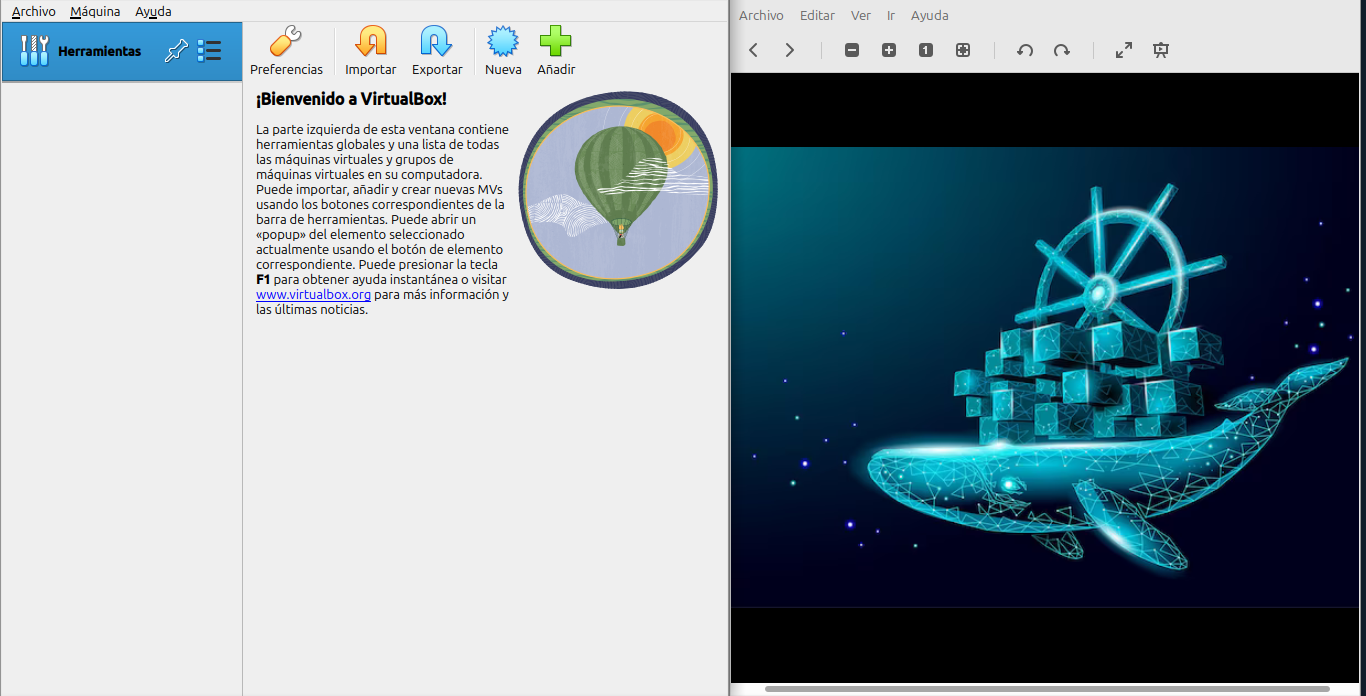 Archivo Máquina Ayuda
Herramientas
Preferencias Importar Exportar Nueva Añadir
¡Bienvenido a VirtualBox!
La parte izquierda de esta ventana contiene
herramientas globales y una lista de todas
las máquinas virtuales y grupos de
máquinas virtuales en su computadora.
Puede importar, añadir y crear nuevas MVs
usando los botones correspondientes de la
barra de herramientas. Puede abrir un
«popup» del elemento seleccionado
actualmente usando el botón de elemento
correspondiente. Puede presionar la tecla
F1 para obtener ayuda instantánea o visitar
www.virtualbox.org para más información y
las últimas noticias.
Archivo Editar Ver Ir Ayuda
1